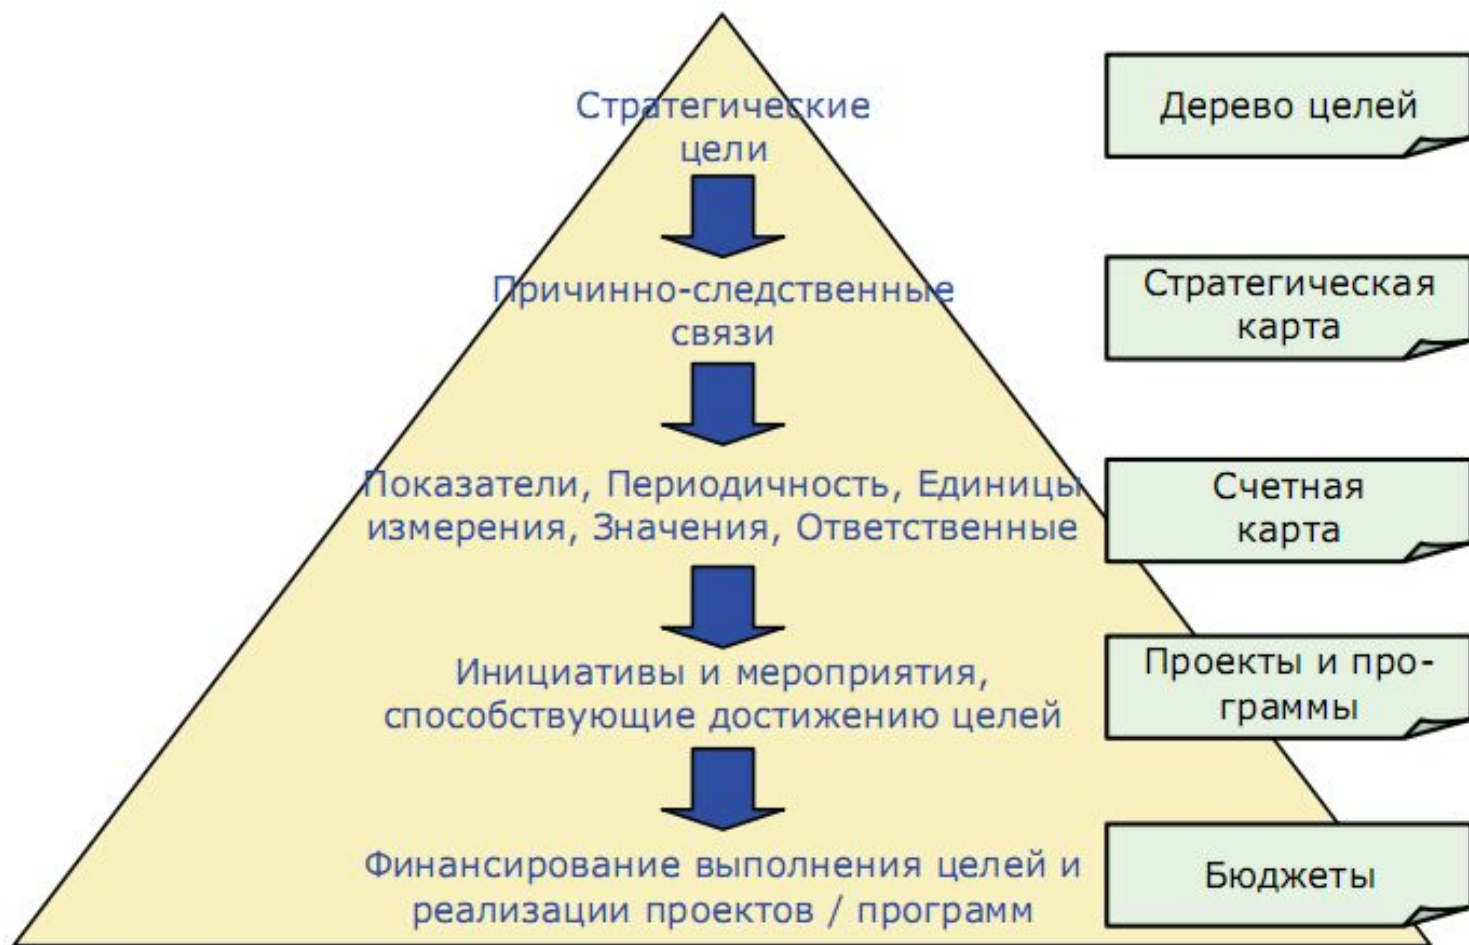 Стратегические
цели
Дерево целей
Причинно-следственные
связи
Стратегическая
карта
Показатели, Периодичность, Единицы
измерения, Значения, Ответственные
Счетная
карта
Инициативы и мероприятия,
способствующие достижению целей
Проекты и про-
граммы
Финансирование выполнения целей и
реализации проектов / программ
Бюджеты